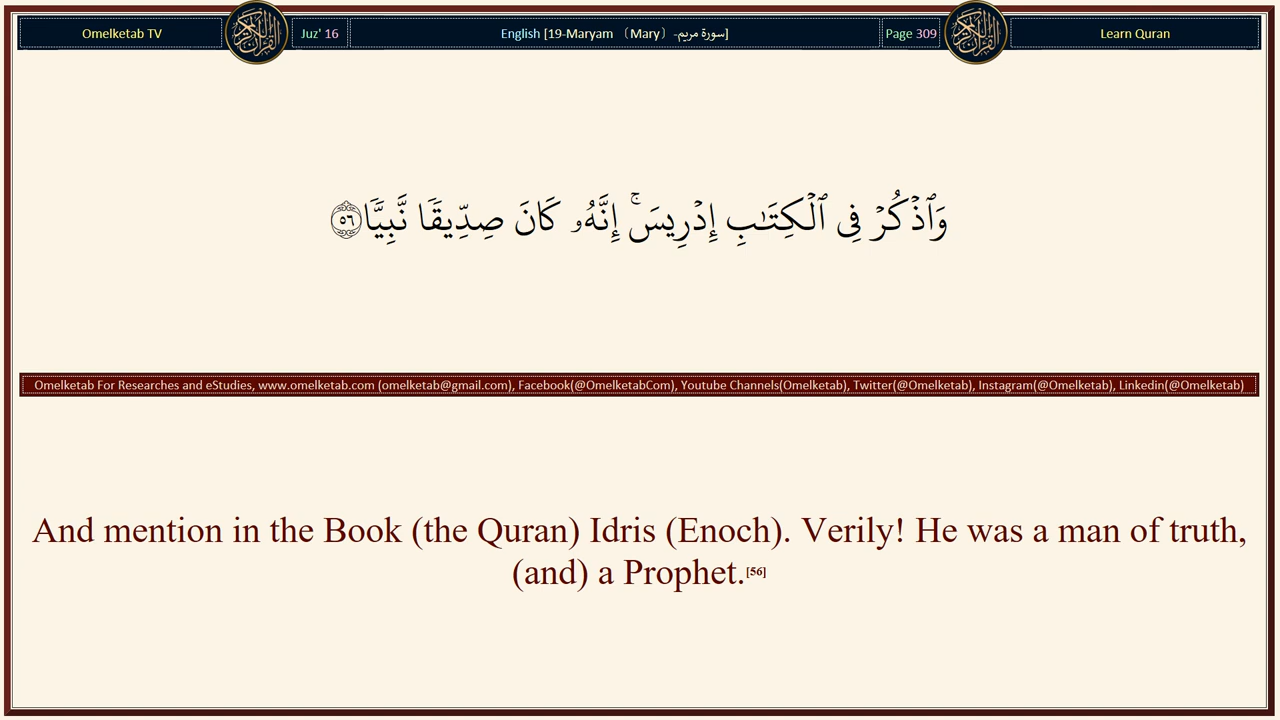 Omelketab TV
Juz' 16
English [19-Maryam （Mary） -سورة مريم]
Page 309
Learn Quran
وَٱذۡكُرۡ فِى ٱلۡكِتَـٰبِ إِدۡرِيسَ‌ۚ إِنَّهُۥ كَانَ صِدِّيقًا نَّبِيًّا ٥٦
Omelketab For Researches and eStudies, www.omelketab.com (omelketab@gmail.com), Facebook(@OmelketabCom), Youtube Channels(Omelketab), Twitter(@Omelketab), Instagram(@Omelketab), Linkedin(@Omelketab)
And mention in the Book (the Quran) Idris (Enoch). Verily! He was a man of truth,
(and) a Prophet.[56]